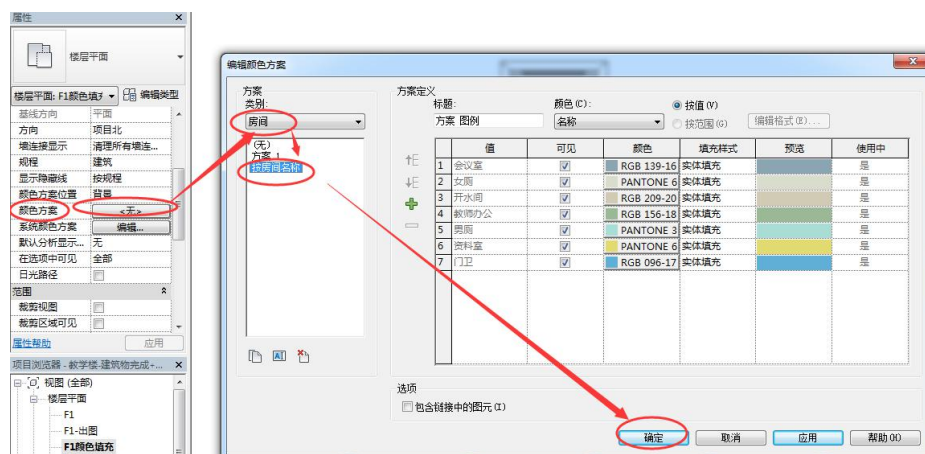 属性
楼层平面
楼层平面: F1颜色填充
编辑类型
基线方向 平面
方向 项目北
墙连接显示 清理所有墙连...
规程 建筑
显示隐藏线 按规程
颜色方案位置 背景
颜色方案 <无>
系统颜色方案 编辑...
默认分析显示... 无
在选项中可见 全部
日光路径
范围
裁剪视图
裁剪区域可见
属性帮助 应用
项目浏览器 - 教学楼-建筑物完成+...
视图 (全部)
楼层平面
F1
F1-出图
F1颜色填充
编辑颜色方案
方案
类别:
房间
(无)
方案 1
按房间名称
方案定义
标题: 颜色(C):
方案 图例 名称
按值(V)
按范围(G)
编辑格式(E)...
值 可见 颜色 填充样式 预览 使用中
1 会议室 RGB 139-16 实体填充 是
2 女厕 PANTONE 6 实体填充 是
3 开水间 RGB 209-20 实体填充 是
4 教师办公 RGB 156-18 实体填充 是
5 男厕 PANTONE 3 实体填充 是
6 资料室 PANTONE 6 实体填充 是
7 门卫 RGB 096-17 实体填充 是
选项
包含链接中的图元(I)
确定 取消 应用 帮助(H)